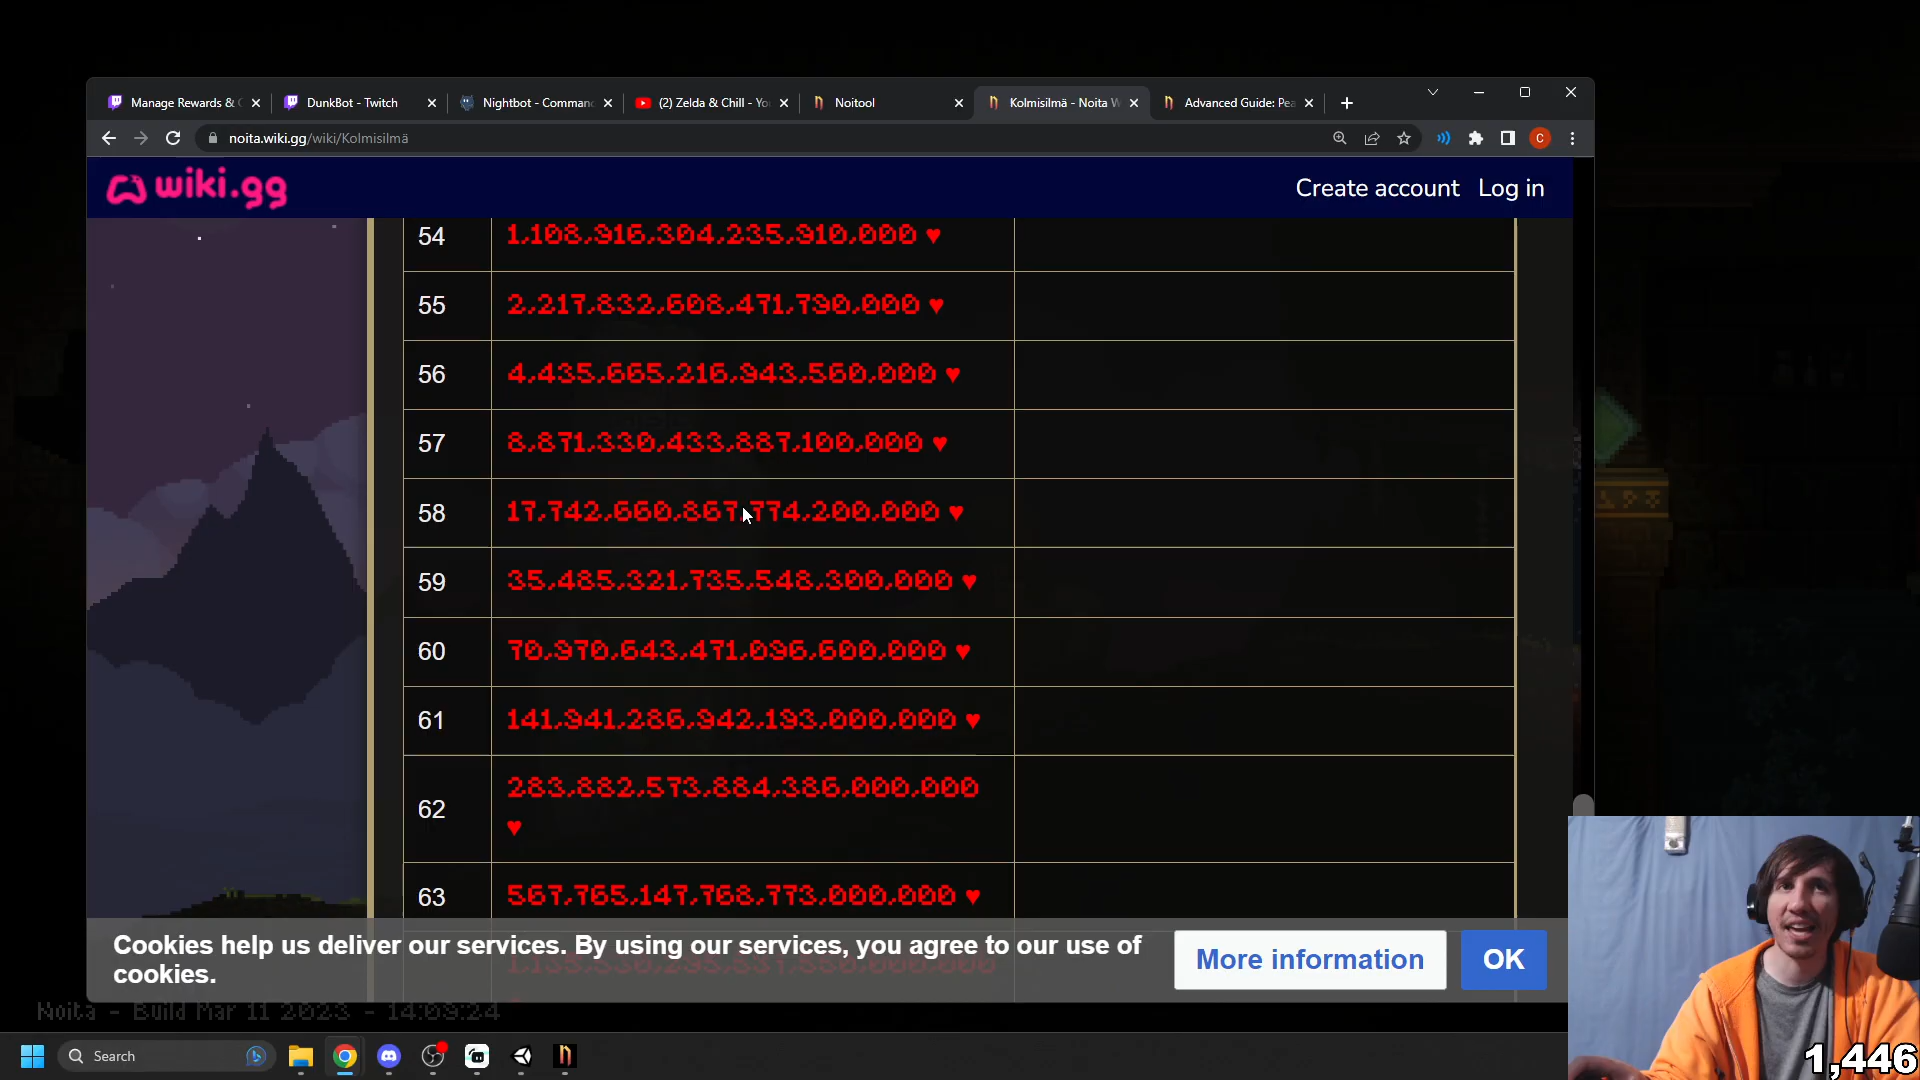 Manage Rewards & C
DunkBot - Twitch
Nightbot - Comman
(2) Zelda & Chill - Yo
Noitool
Kolmisilmä - Noita W
Advanced Guide: Pea
noita.wiki.gg/wiki/Kolmisilmä
C
wiki.gg
Create account Log in
54 1,108,916,304,235,910,000 ♥
55 2,217,832,608,471,790,000 ♥
56 4,435,665,216,943,560,000 ♥
57 8,871,330,433,887,100,000 ♥
58 17,742,660,867,774,200,000 ♥
59 35,485,321,735,548,300,000 ♥
60 70,970,643,471,096,600,000 ♥
61 141,941,286,942,193,000,000 ♥
62 283,882,573,884,386,000,000
♥
63 567,765,147,768,773,000,000 ♥
Cookies help us deliver our services. By using our services, you agree to our use of
cookies.
More information OK
Noita - Build Mar 11 2023 - 14:09:24
Search
1,446